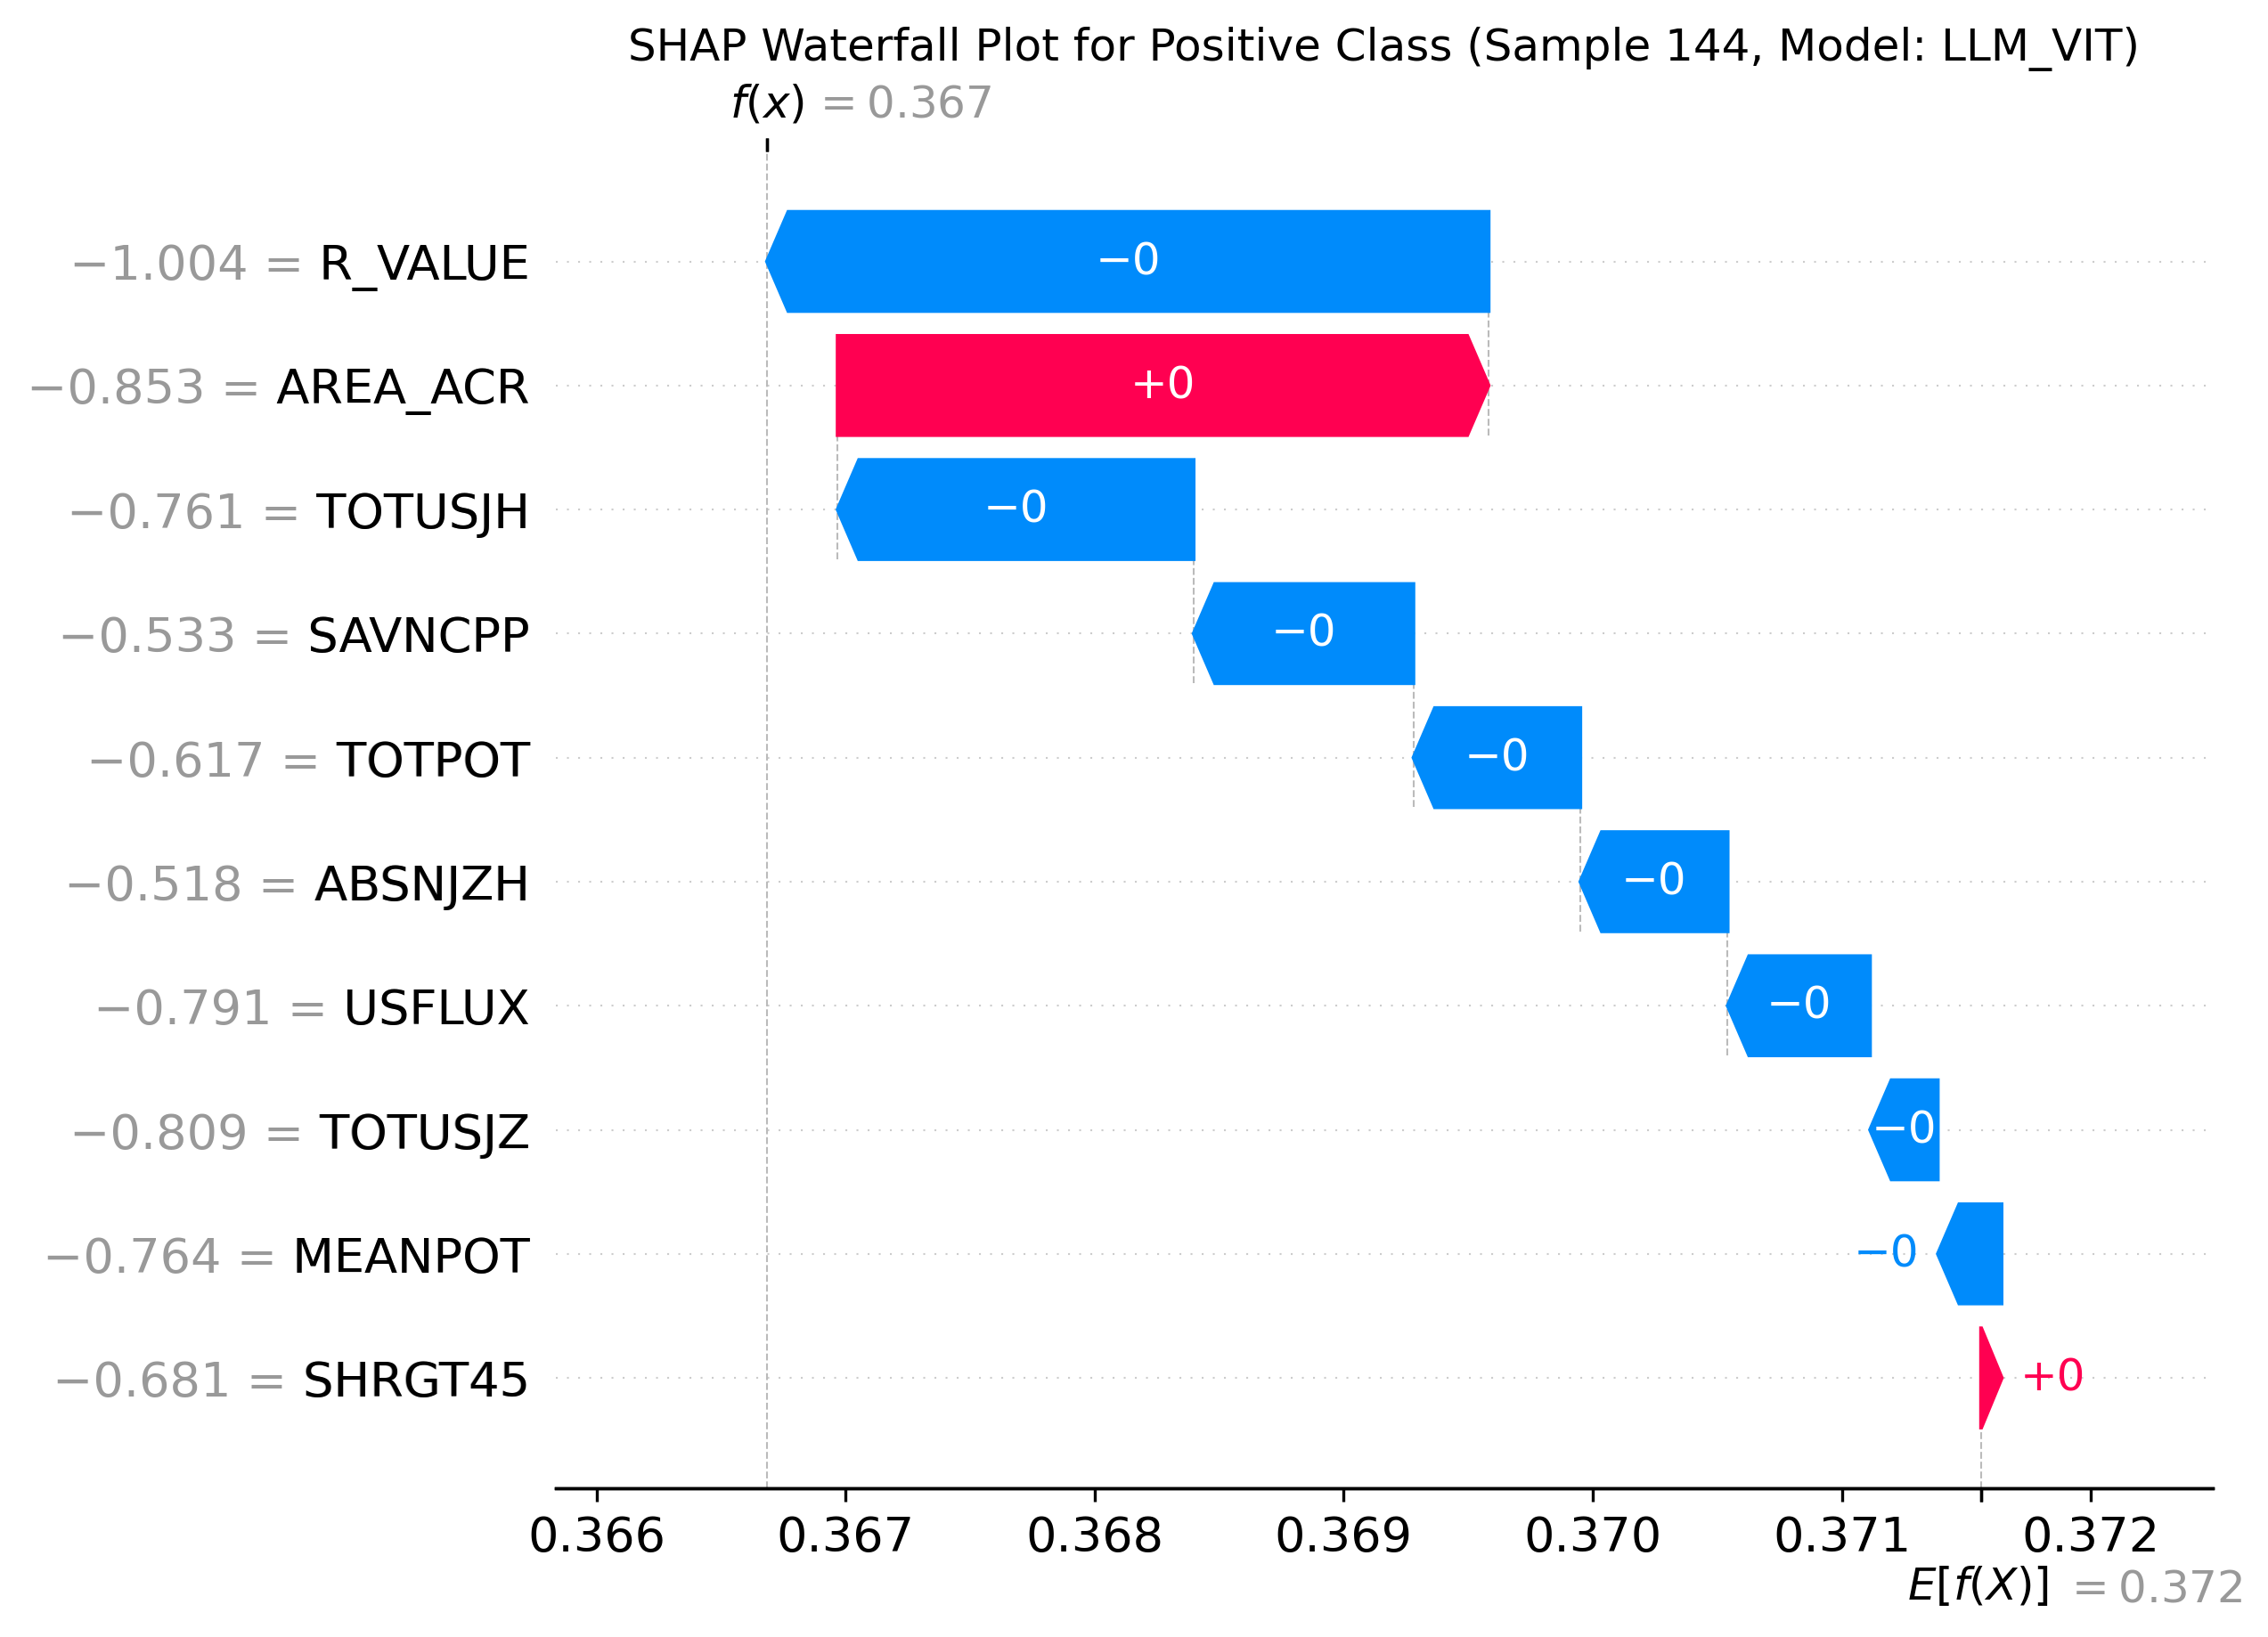 SHAP Waterfall Plot for Positive Class (Sample 144, Model: LLM_VIT)
f(x) = 0.367
−1.004 = R_VALUE −0
−0.853 = AREA_ACR +0
−0.761 = TOTUSJH −0
−0.533 = SAVNCPP −0
−0.617 = TOTPOT −0
−0.518 = ABSNJZH −0
−0.791 = USFLUX −0
−0.809 = TOTUSJZ −0
−0.764 = MEANPOT −0
−0.681 = SHRGT45 +0
0.366 0.367 0.368 0.369 0.370 0.371 0.372
E[f(X)] = 0.372